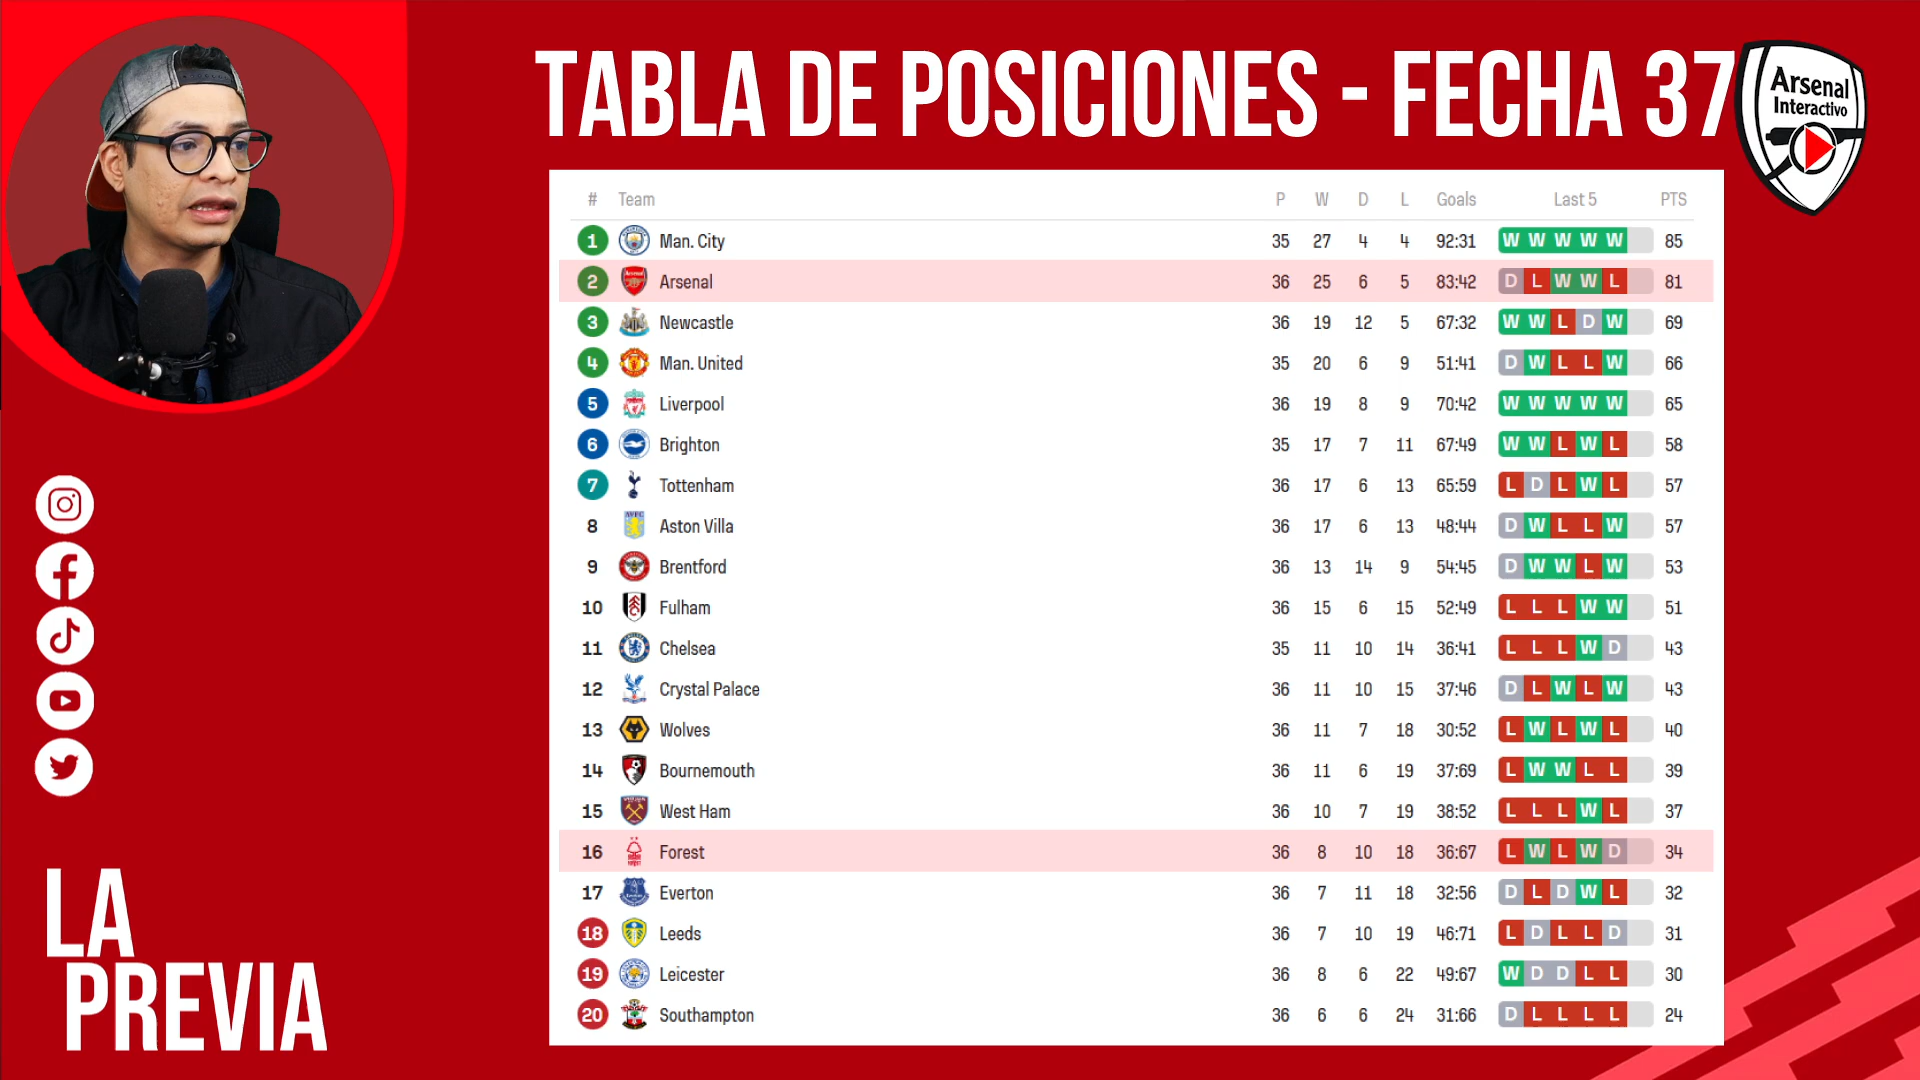 TABLA DE POSICIONES - FECHA 37
Arsenal
Interactivo
# Team P W D L Goals Last 5 PTS
1 Man. City 35 27 4 4 92:31 W W W W W 85
2 Arsenal 36 25 6 5 83:42 D L W W L 81
3 Newcastle 36 19 12 5 67:32 W W L D W 69
4 Man. United 35 20 6 9 51:41 D W L L W 66
5 Liverpool 36 19 8 9 70:42 W W W W W 65
6 Brighton 35 17 7 11 67:49 W W L W L 58
7 Tottenham 36 17 6 13 65:59 L D L W L 57
8 Aston Villa 36 17 6 13 48:44 D W L L W 57
9 Brentford 36 13 14 9 54:45 D W W L W 53
10 Fulham 36 15 6 15 52:49 L L L W W 51
11 Chelsea 35 11 10 14 36:41 L L L W D 43
12 Crystal Palace 36 11 10 15 37:46 D L W L W 43
13 Wolves 36 11 7 18 30:52 L W L W L 40
14 Bournemouth 36 11 6 19 37:69 L W W L L 39
15 West Ham 36 10 7 19 38:52 L L L W L 37
16 Forest 36 8 10 18 36:67 L W L W D 34
17 Everton 36 7 11 18 32:56 D L D W L 32
18 Leeds 36 7 10 19 46:71 L D L L D 31
19 Leicester 36 8 6 22 49:67 W D D L L 30
20 Southampton 36 6 6 24 31:66 D L L L L 24
LA
PREVIA